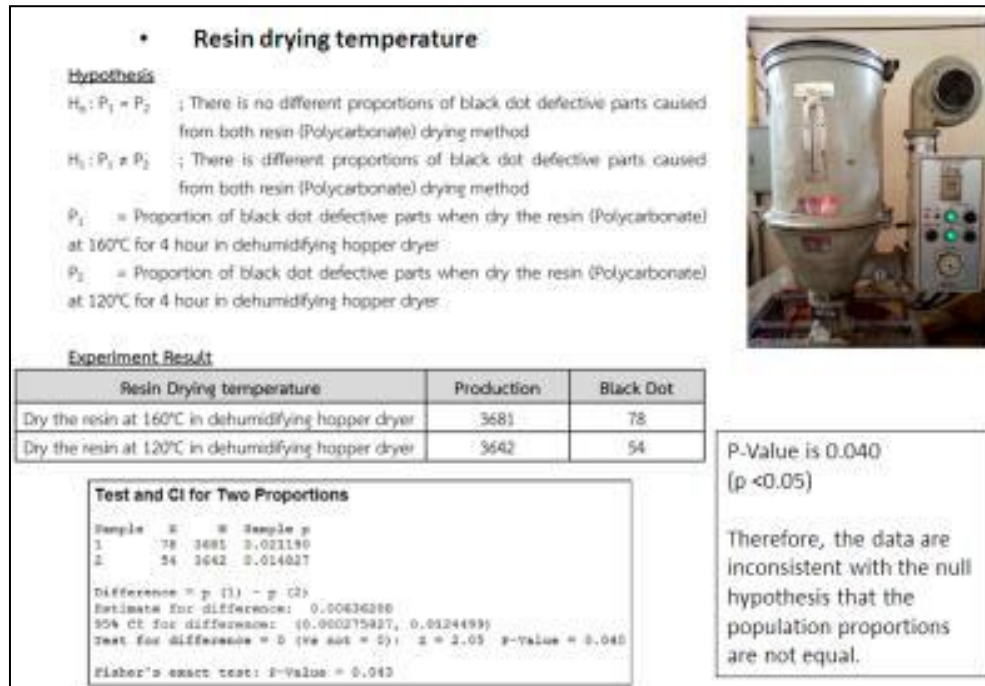 • Resin drying temperature
Hypothesis
H₀ : P₁ = P₂ ; There is no different proportions of black dot defective parts caused
from both resin (Polycarbonate) drying method
H₁ : P₁ ≠ P₂ ; There is different proportions of black dot defective parts caused
from both resin (Polycarbonate) drying method
P₁ = Proportion of black dot defective parts when dry the resin (Polycarbonate)
at 160°C for 4 hour in dehumidifying hopper dryer
P₂ = Proportion of black dot defective parts when dry the resin (Polycarbonate)
at 120°C for 4 hour in dehumidifying hopper dryer
Experiment Result
Resin Drying temperature Production Black Dot
Dry the resin at 160°C in dehumidifying hopper dryer 3681 78
Dry the resin at 120°C in dehumidifying hopper dryer 3642 54
Test and CI for Two Proportions
Sample X N Sample p
1 78 3681 0.021190
2 54 3642 0.014827
Difference = p (1) - p (2)
Estimate for difference: 0.00636288
95% CI for difference: (0.000275827, 0.0124499)
Test for difference = 0 (vs not = 0): Z = 2.05 P-Value = 0.040
Fisher's exact test: P-Value = 0.043
P-Value is 0.040
(p <0.05)
Therefore, the data are
inconsistent with the null
hypothesis that the
population proportions
are not equal.